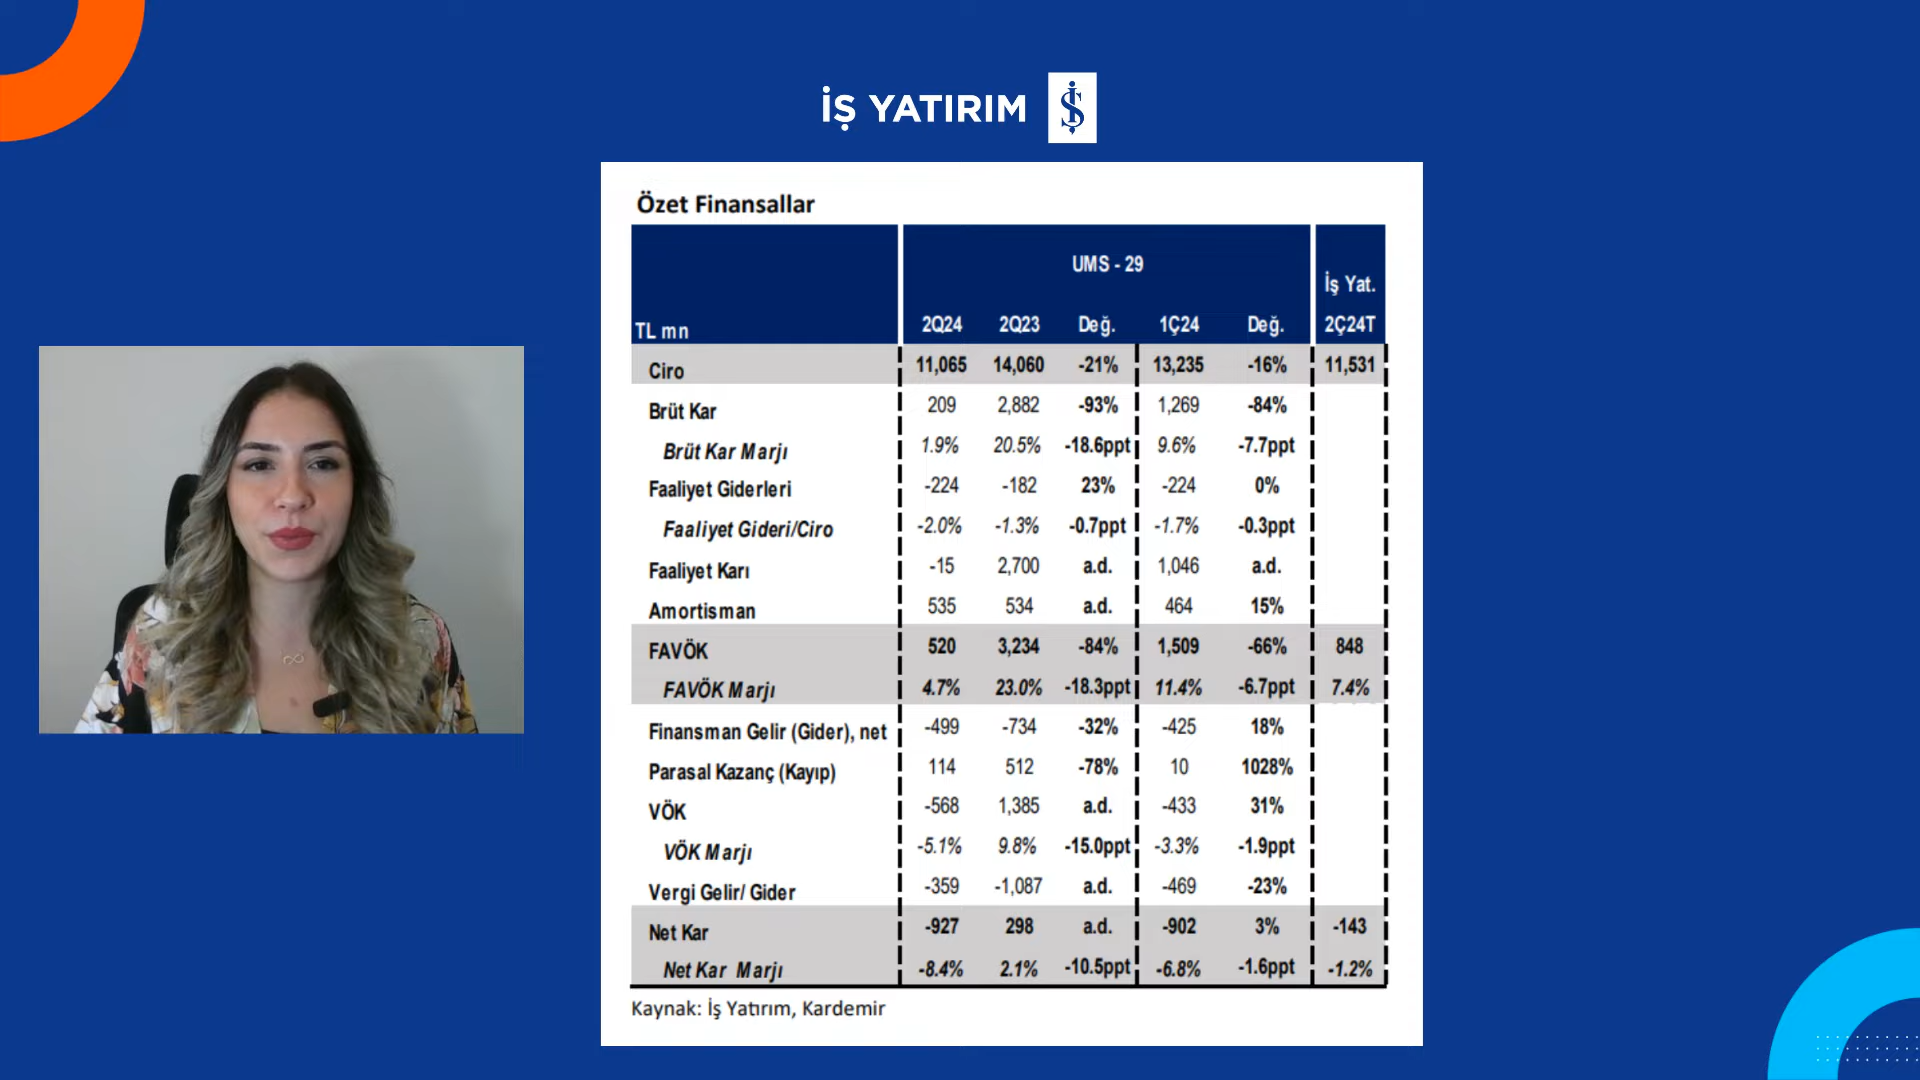 İŞ YATIRIM
Özet Finansallar
UMS - 29
İş Yat.
TL mn 2Q24 2Q23 Değ. 1Ç24 Değ. 2Ç24T
Ciro 11,065 14,060 -21% 13,235 -16% 11,531
Brüt Kar 209 2,882 -93% 1,269 -84%
Brüt Kar Marjı 1.9% 20.5% -18.6ppt 9.6% -7.7ppt
Faaliyet Giderleri -224 -182 23% -224 0%
Faaliyet Gideri/Ciro -2.0% -1.3% -0.7ppt -1.7% -0.3ppt
Faaliyet Karı -15 2,700 a.d. 1,046 a.d.
Amortisman 535 534 a.d. 464 15%
FAVÖK 520 3,234 -84% 1,509 -66% 848
FAVÖK Marjı 4.7% 23.0% -18.3ppt 11.4% -6.7ppt 7.4%
Finansman Gelir (Gider), net -499 -734 -32% -425 18%
Parasal Kazanç (Kayıp) 114 512 -78% 10 1028%
VÖK -568 1,385 a.d. -433 31%
VÖK Marjı -5.1% 9.8% -15.0ppt -3.3% -1.9ppt
Vergi Gelir/ Gider -359 -1,087 a.d. -469 -23%
Net Kar -927 298 a.d. -902 3% -143
Net Kar Marjı -8.4% 2.1% -10.5ppt -6.8% -1.6ppt -1.2%
Kaynak: İş Yatırım, Kardemir